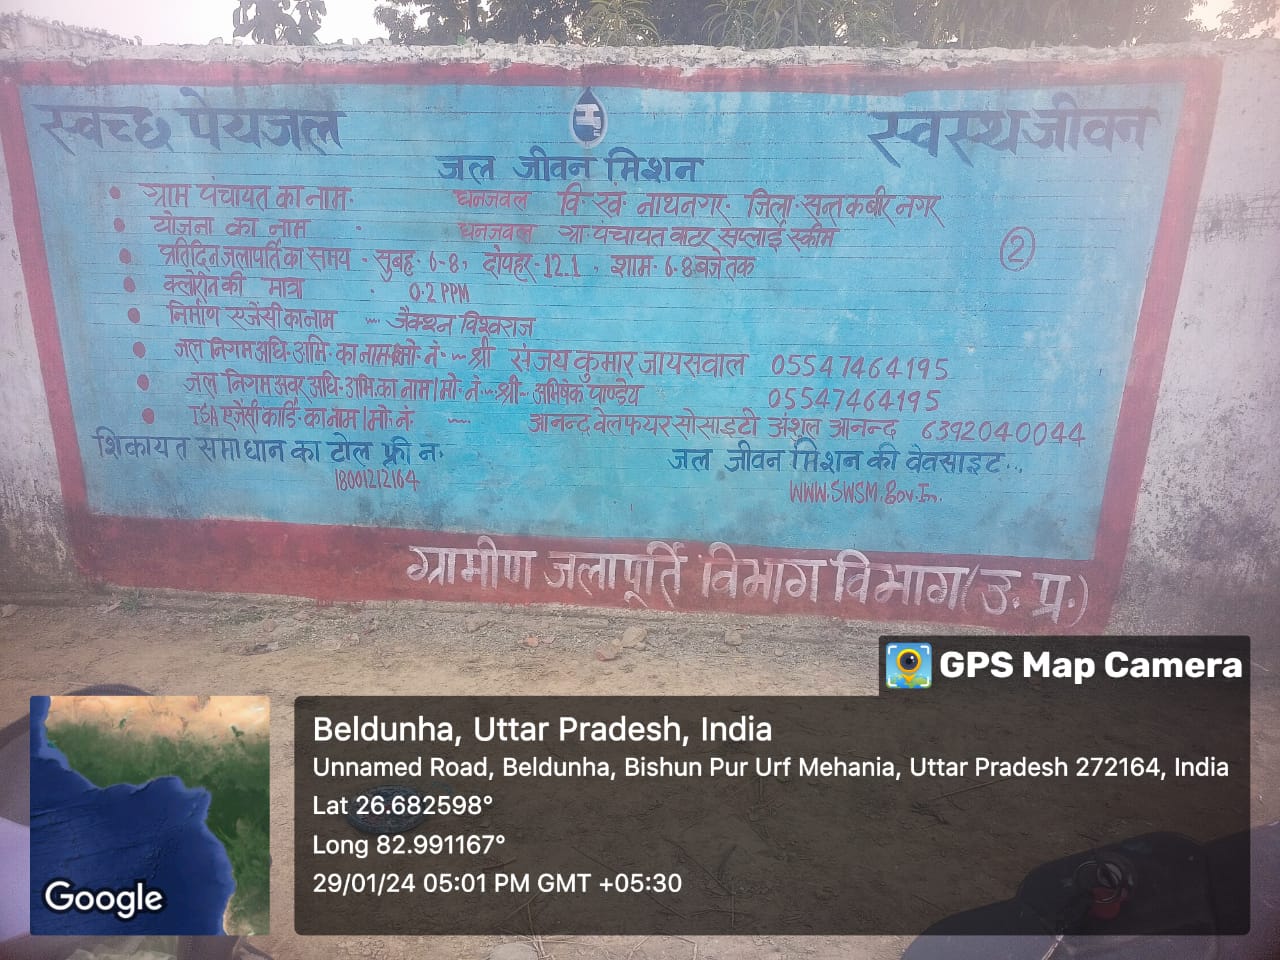 स्वच्छ पेयजल स्वस्थ जीवन
जल जीवन मिशन
• ग्राम पंचायत का नाम. धनजवल वि. खं. नाथनगर. जिला. सन्त कबीर नगर
• योजना का नाम . धनजवल ग्रा. पंचायत वाटर सप्लाई स्कीम
• प्रतिदिन जलापूर्ति का समय . सुबह. 6-8, दोपहर-12.1, शाम. 6.8 बजे तक
• क्लोरीन की मात्रा . 0.2 PPM
②
• निर्माण एजेंसी का नाम --- जैक्शन विश्वराज
• जल निगम अधि. अभि. का नाम/मो. नं. --- श्री संजय कुमार जायसवाल 05547464195
• जल निगम अवर अधि. अभि. का नाम/मो. नं. --- श्री- अभिषेक पाण्डेय 05547464195
• ISA एजेंसी कार्डि. का नाम/मो. नं. --- आनन्द वेलफयर सोसाइटी अंशुल आनन्द 6392040044
शिकायत समाधान का टोल फ्री न. जल जीवन मिशन की वेवसाइट...
18001212164 WWW.SWSM.Gov.In.
ग्रामीण जलापूर्ति विभाग विभाग (उ. प्र.)
GPS Map Camera
Beldunha, Uttar Pradesh, India
Unnamed Road, Beldunha, Bishun Pur Urf Mehania, Uttar Pradesh 272164, India
Lat 26.682598°
Long 82.991167°
29/01/24 05:01 PM GMT +05:30
Google